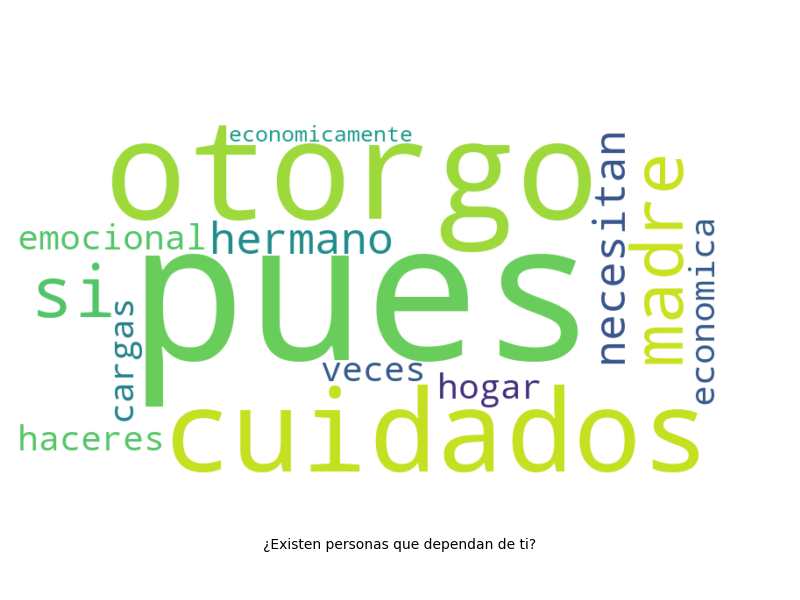 economicamente
otorgo
emocional
hermano
necesitan
madre
economica
si
pues
cargas
veces
hogar
haceres
cuidados
¿Existen personas que dependan de ti?